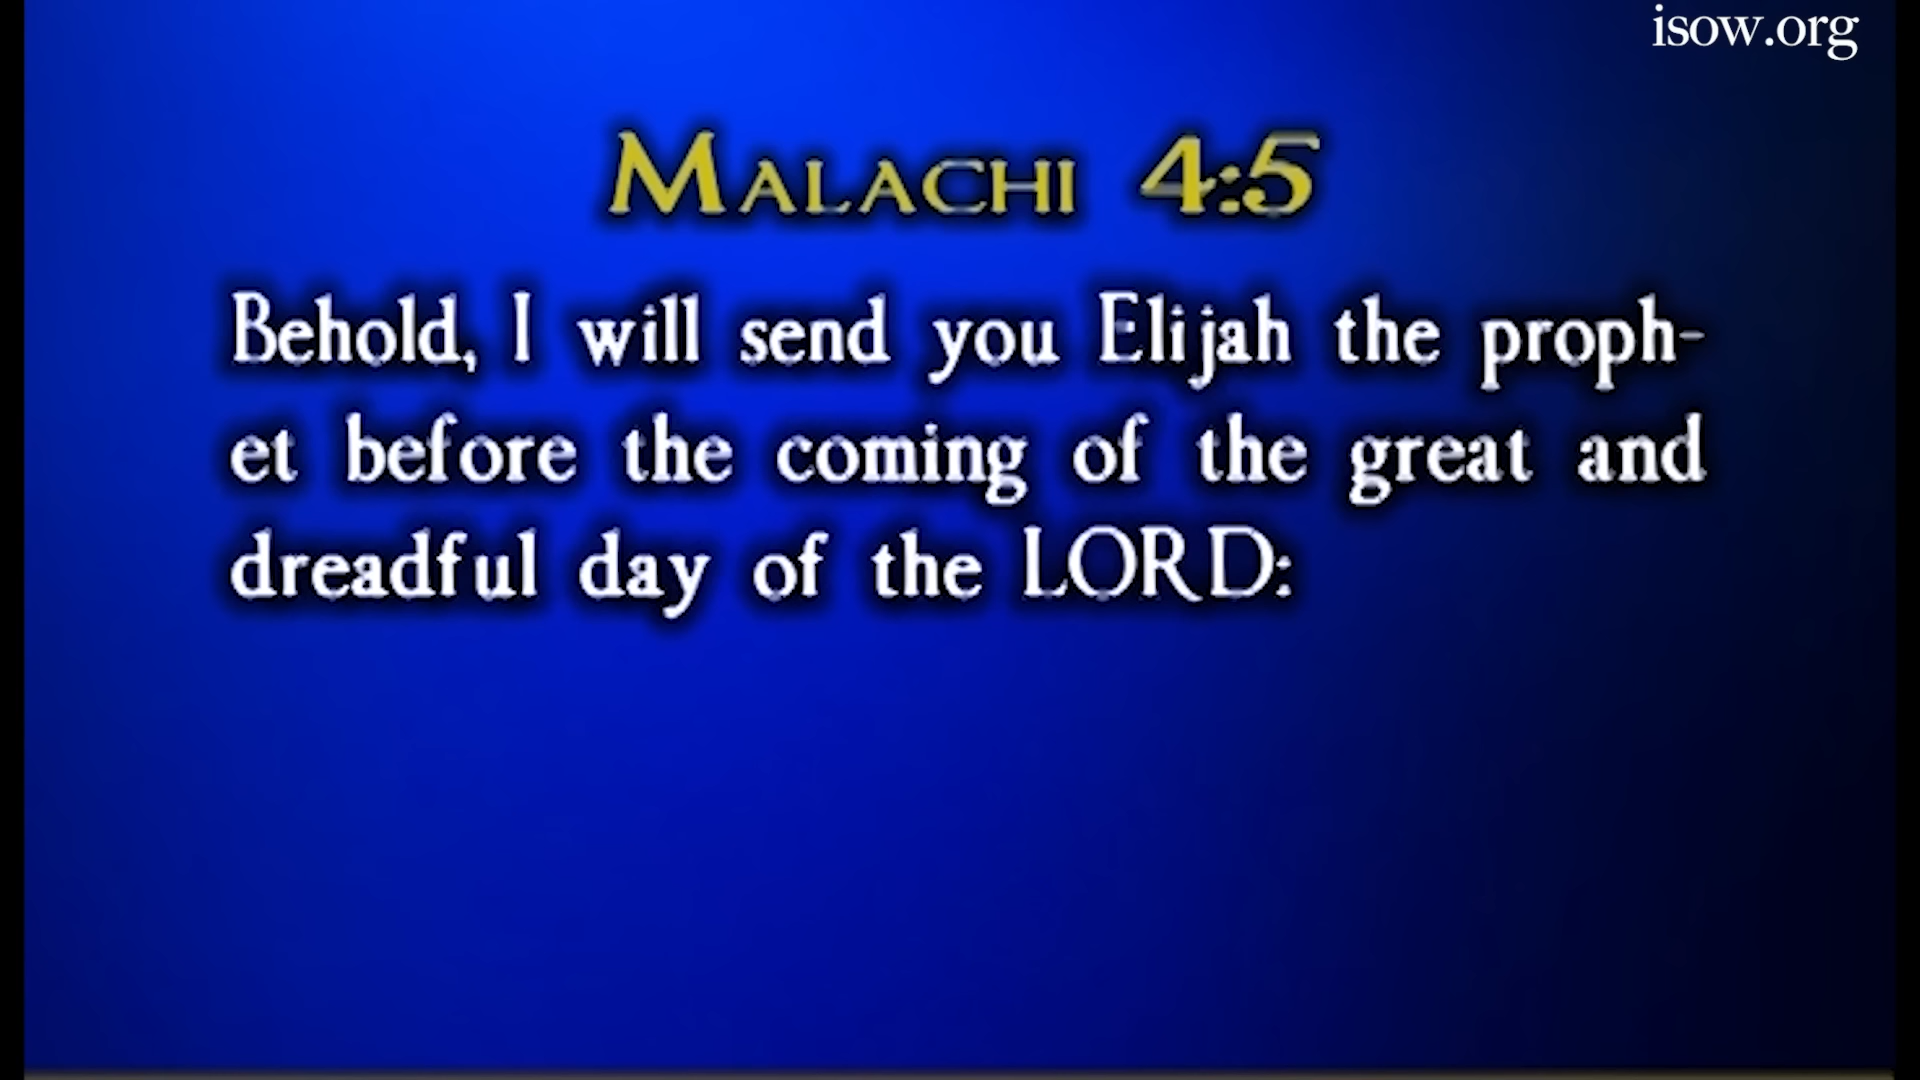 isow.org
Malachi 4:5
Behold, I will send you Elijah the proph-
et before the coming of the great and
dreadful day of the LORD: